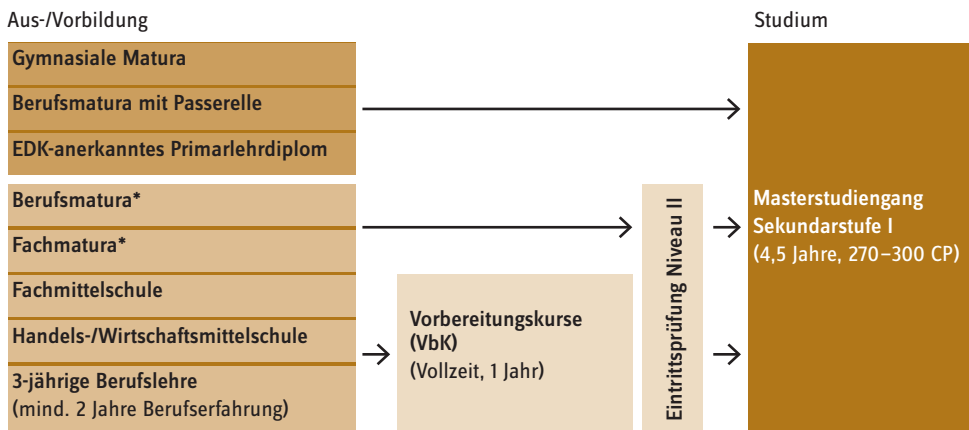 Aus-/Vorbildung
Studium
Gymnasiale Matura
Berufsmatura mit Passerelle
EDK-anerkanntes Primarlehrdiplom
Berufsmatura*
Fachmatura*
Fachmittelschule
Handels-/Wirtschaftsmittelschule
3-jährige Berufslehre
(mind. 2 Jahre Berufserfahrung)
Vorbereitungskurse
(VbK)
(Vollzeit, 1 Jahr)
Eintrittsprüfung Niveau II
Masterstudiengang
Sekundarstufe I
(4,5 Jahre, 270–300 CP)